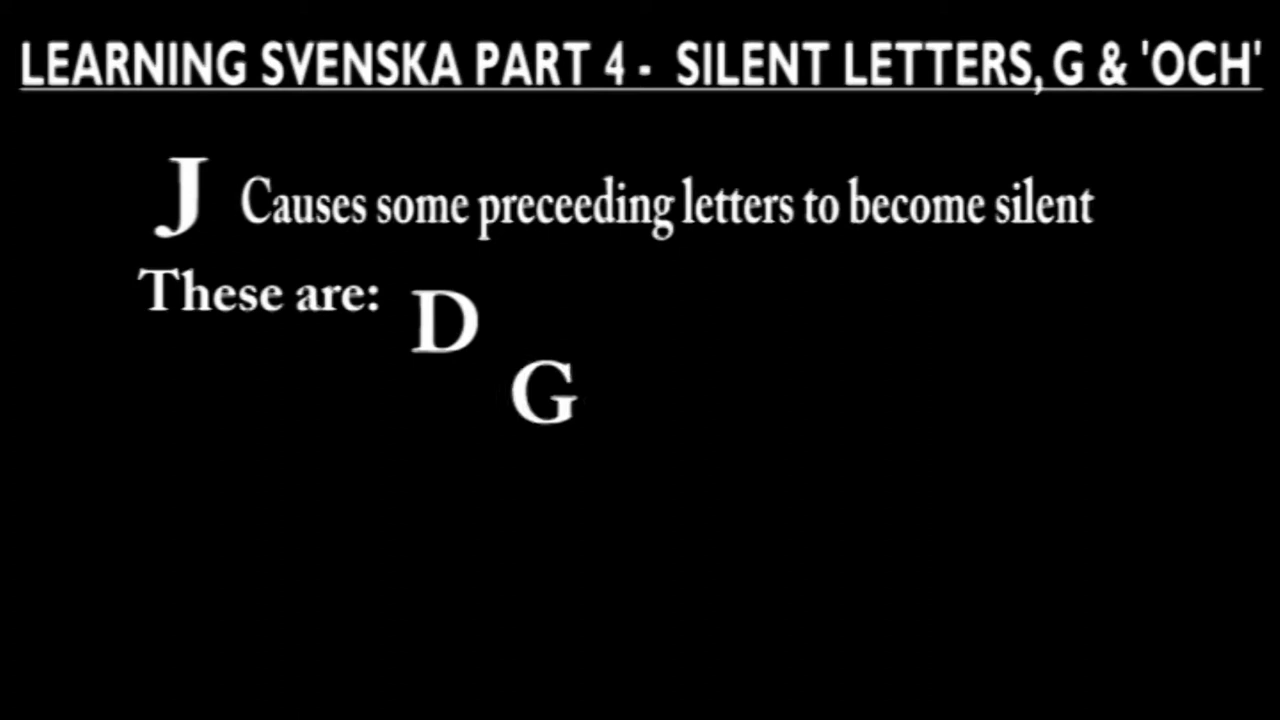 LEARNING SVENSKA PART 4 - SILENT LETTERS, G & 'OCH'
J Causes some preceeding letters to become silent
These are: D
G